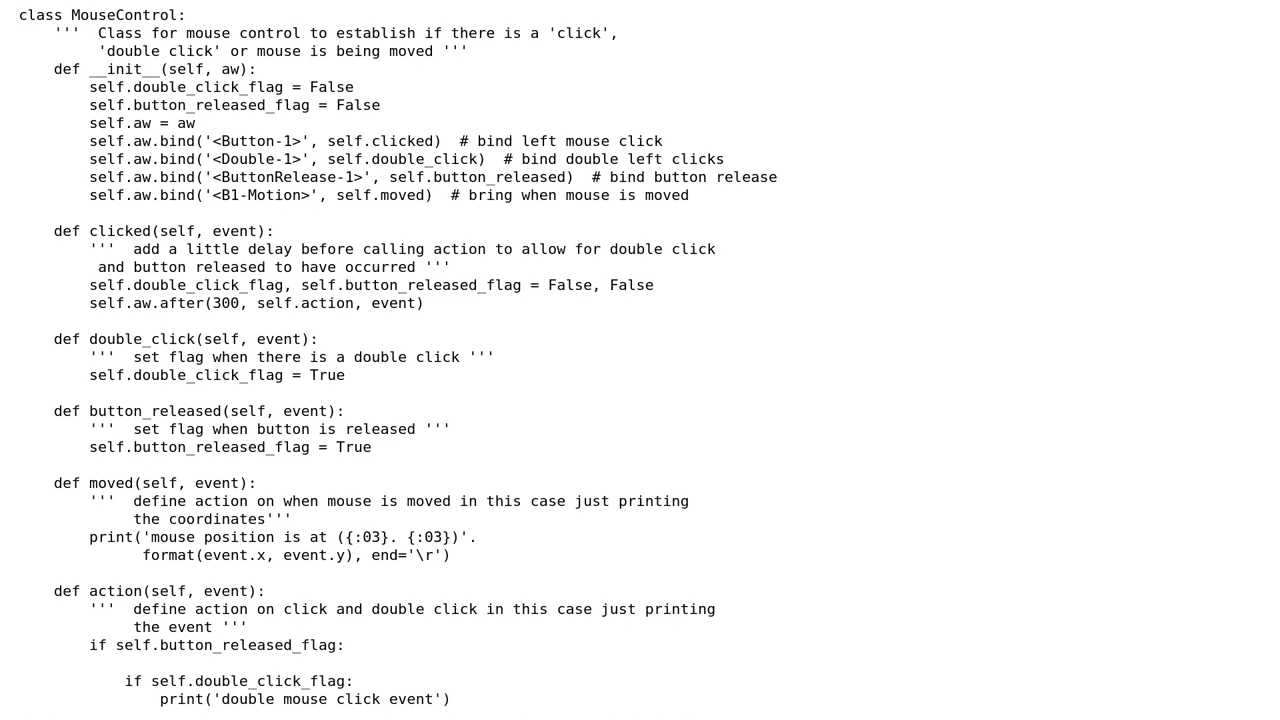 class MouseControl:
    '''  Class for mouse control to establish if there is a 'click',
         'double click' or mouse is being moved '''
    def __init__(self, aw):
        self.double_click_flag = False
        self.button_released_flag = False
        self.aw = aw
        self.aw.bind('<Button-1>', self.clicked)  # bind left mouse click
        self.aw.bind('<Double-1>', self.double_click)  # bind double left clicks
        self.aw.bind('<ButtonRelease-1>', self.button_released)  # bind button release
        self.aw.bind('<B1-Motion>', self.moved)  # bring when mouse is moved

    def clicked(self, event):
        '''  add a little delay before calling action to allow for double click
         and button released to have occurred '''
        self.double_click_flag, self.button_released_flag = False, False
        self.aw.after(300, self.action, event)

    def double_click(self, event):
        '''  set flag when there is a double click '''
        self.double_click_flag = True

    def button_released(self, event):
        '''  set flag when button is released '''
        self.button_released_flag = True

    def moved(self, event):
        '''  define action on when mouse is moved in this case just printing
             the coordinates'''
        print('mouse position is at ({:03}. {:03})'.
              format(event.x, event.y), end='\r')

    def action(self, event):
        '''  define action on click and double click in this case just printing
             the event '''
        if self.button_released_flag:

            if self.double_click_flag:
                print('double mouse click event')